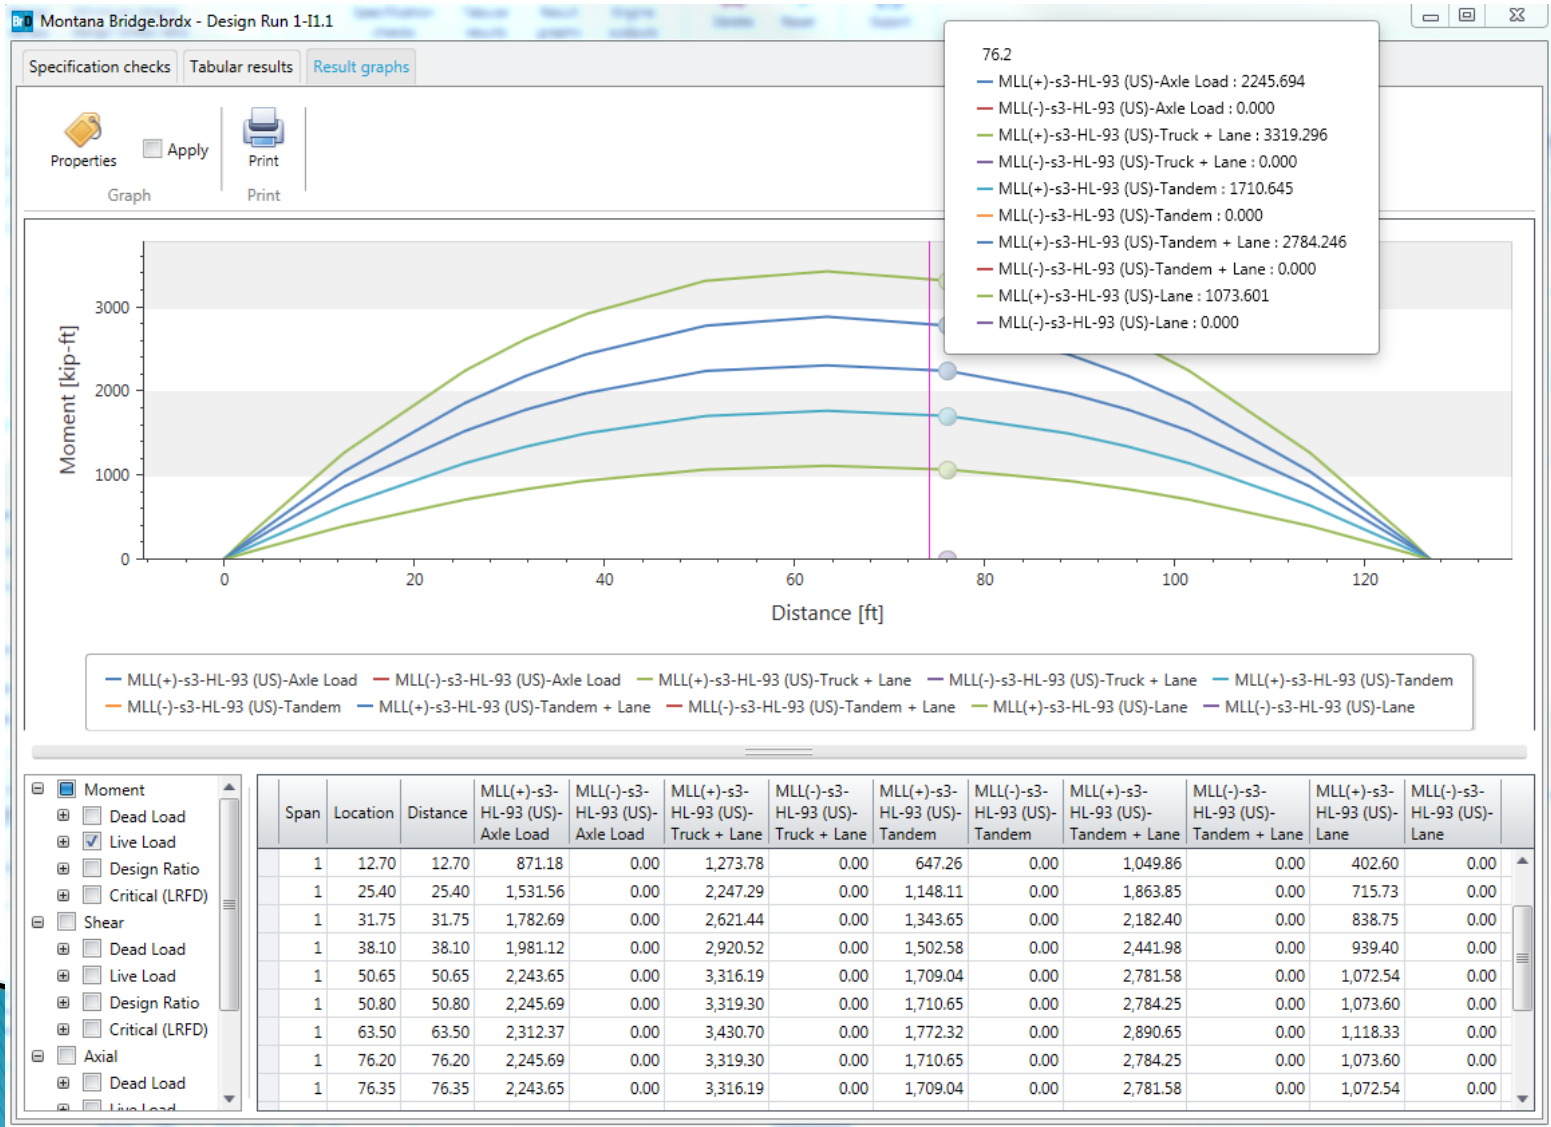 BrD Montana Bridge.brdx - Design Run 1-I1.1
Specification checks Tabular results Result graphs
Properties Apply Print
Graph Print
76.2
MLL(+)-s3-HL-93 (US)-Axle Load : 2245.694
MLL(-)-s3-HL-93 (US)-Axle Load : 0.000
MLL(+)-s3-HL-93 (US)-Truck + Lane : 3319.296
MLL(-)-s3-HL-93 (US)-Truck + Lane : 0.000
MLL(+)-s3-HL-93 (US)-Tandem : 1710.645
MLL(-)-s3-HL-93 (US)-Tandem : 0.000
MLL(+)-s3-HL-93 (US)-Tandem + Lane : 2784.246
MLL(-)-s3-HL-93 (US)-Tandem + Lane : 0.000
MLL(+)-s3-HL-93 (US)-Lane : 1073.601
MLL(-)-s3-HL-93 (US)-Lane : 0.000
Moment [kip-ft]
3000
2000
1000
0
0 20 40 60 80 100 120
Distance [ft]
MLL(+)-s3-HL-93 (US)-Axle Load MLL(-)-s3-HL-93 (US)-Axle Load MLL(+)-s3-HL-93 (US)-Truck + Lane MLL(-)-s3-HL-93 (US)-Truck + Lane MLL(+)-s3-HL-93 (US)-Tandem
MLL(-)-s3-HL-93 (US)-Tandem MLL(+)-s3-HL-93 (US)-Tandem + Lane MLL(-)-s3-HL-93 (US)-Tandem + Lane MLL(+)-s3-HL-93 (US)-Lane MLL(-)-s3-HL-93 (US)-Lane
Moment
Dead Load
Live Load
Design Ratio
Critical (LRFD)
Shear
Dead Load
Live Load
Design Ratio
Critical (LRFD)
Axial
Dead Load
Live Load
MLL(+)-s3- MLL(-)-s3- MLL(+)-s3- MLL(-)-s3- MLL(+)-s3- MLL(-)-s3- MLL(+)-s3- MLL(-)-s3- MLL(+)-s3- MLL(-)-s3-
Span Location Distance HL-93 (US)- HL-93 (US)- HL-93 (US)- HL-93 (US)- HL-93 (US)- HL-93 (US)- HL-93 (US)- HL-93 (US)- HL-93 (US)- HL-93 (US)-
Axle Load Axle Load Truck + Lane Truck + Lane Tandem Tandem Tandem + Lane Tandem + Lane Lane Lane
1 12.70 12.70 871.18 0.00 1,273.78 0.00 647.26 0.00 1,049.86 0.00 402.60 0.00
1 25.40 25.40 1,531.56 0.00 2,247.29 0.00 1,148.11 0.00 1,863.85 0.00 715.73 0.00
1 31.75 31.75 1,782.69 0.00 2,621.44 0.00 1,343.65 0.00 2,182.40 0.00 838.75 0.00
1 38.10 38.10 1,981.12 0.00 2,920.52 0.00 1,502.58 0.00 2,441.98 0.00 939.40 0.00
1 50.65 50.65 2,243.65 0.00 3,316.19 0.00 1,709.04 0.00 2,781.58 0.00 1,072.54 0.00
1 50.80 50.80 2,245.69 0.00 3,319.30 0.00 1,710.65 0.00 2,784.25 0.00 1,073.60 0.00
1 63.50 63.50 2,312.37 0.00 3,430.70 0.00 1,772.32 0.00 2,890.65 0.00 1,118.33 0.00
1 76.20 76.20 2,245.69 0.00 3,319.30 0.00 1,710.65 0.00 2,784.25 0.00 1,073.60 0.00
1 76.35 76.35 2,243.65 0.00 3,316.19 0.00 1,709.04 0.00 2,781.58 0.00 1,072.54 0.00